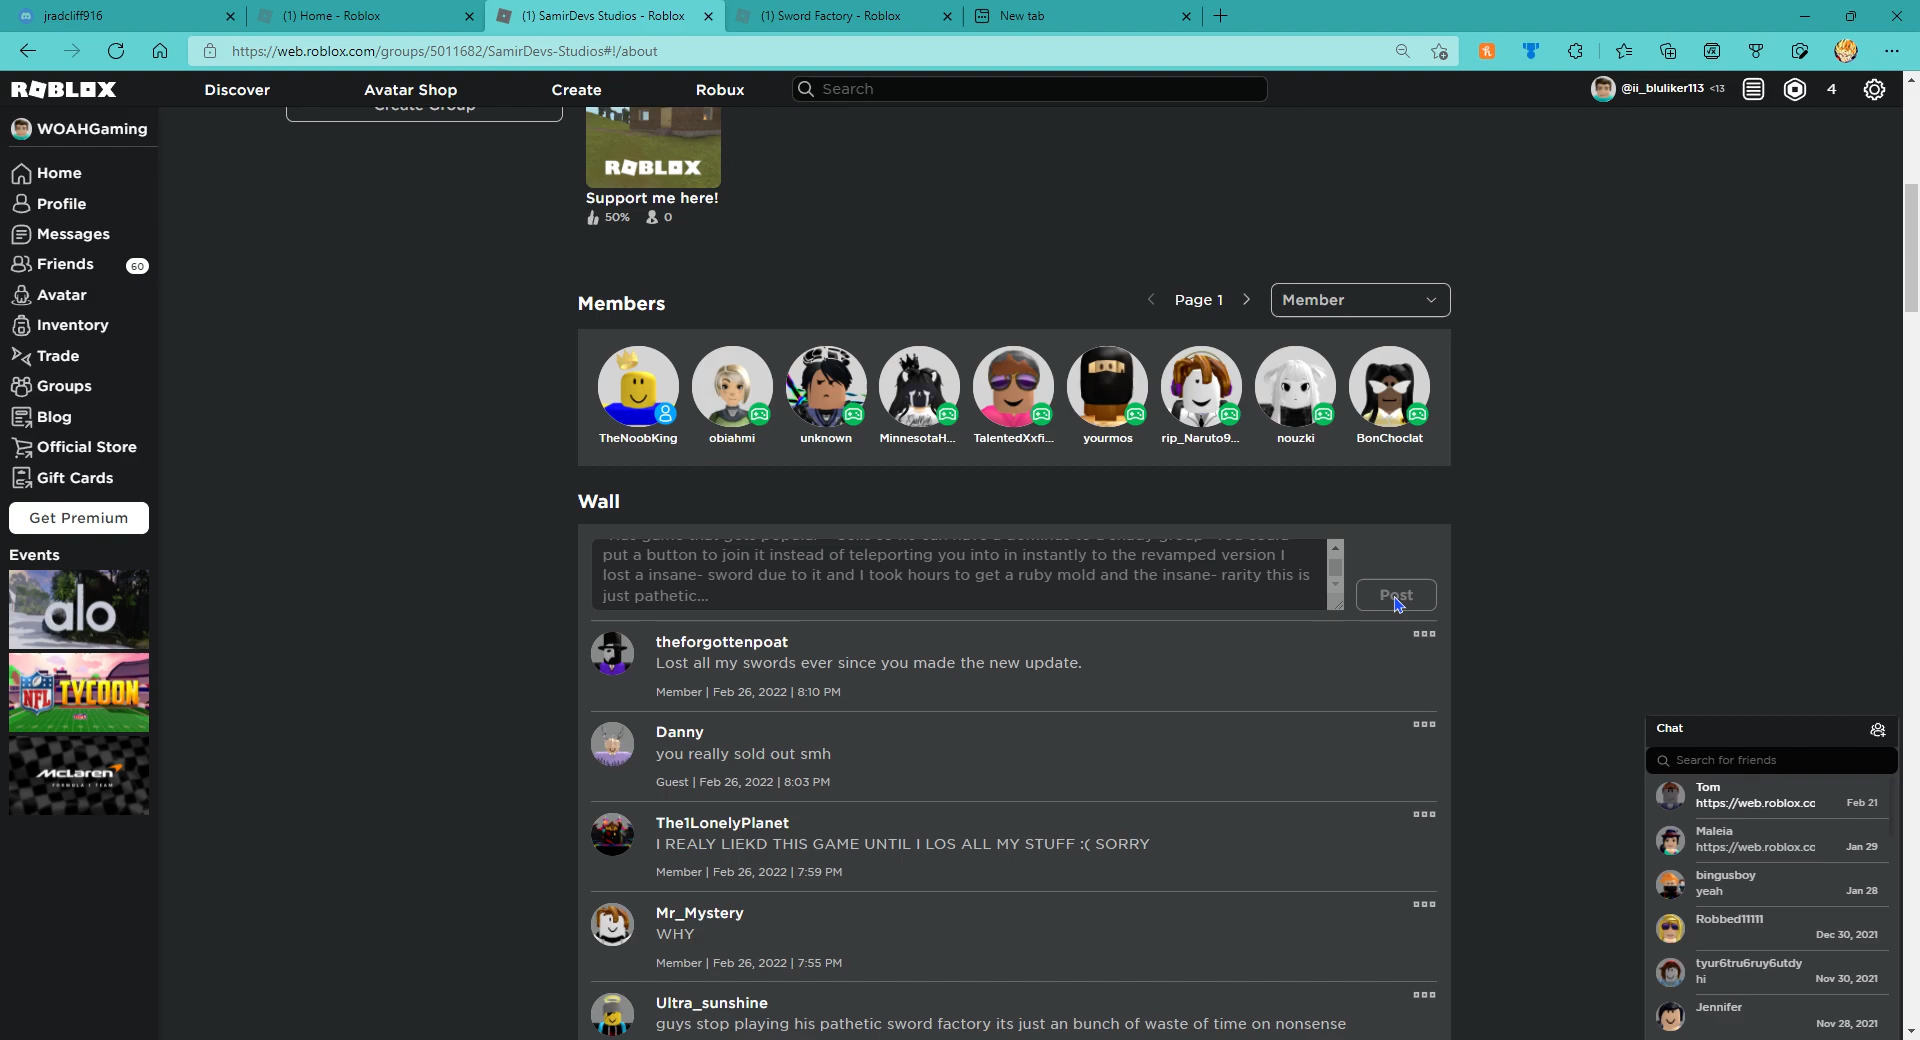 jradcliff916
(1) Home - Roblox
(1) SamirDevs Studios - Roblox
(1) Sword Factory - Roblox
New tab
https://web.roblox.com/groups/5011682/SamirDevs-Studios#!/about
ROBLOX
Discover
Avatar Shop
Create
Robux
Search
@ii_bluliker113 <13
4
WOAHGaming
Home
Profile
Messages
Friends 60
Avatar
Inventory
Trade
Groups
Blog
Official Store
Gift Cards
Get Premium
Events
alo
NFL TYCOON
McLaren
FORMULA 1 TEAM
Create Group
ROBLOX
Support me here!
50% 0
Members
Page 1
Member
TheNoobKing
obiahmi
unknown
MinnesotaH...
TalentedXxfi...
yourmos
rip_Naruto9...
nouzki
BonChoclat
Wall
put a button to join it instead of teleporting you into in instantly to the revamped version I
lost a insane- sword due to it and I took hours to get a ruby mold and the insane- rarity this is
just pathetic...
Post
theforgottenpoat
Lost all my swords ever since you made the new update.
Member | Feb 26, 2022 | 8:10 PM
Danny
you really sold out smh
Guest | Feb 26, 2022 | 8:03 PM
The1LonelyPlanet
I REALY LIEKD THIS GAME UNTIL I LOS ALL MY STUFF :( SORRY
Member | Feb 26, 2022 | 7:59 PM
Mr_Mystery
WHY
Member | Feb 26, 2022 | 7:55 PM
Ultra_sunshine
guys stop playing his pathetic sword factory its just an bunch of waste of time on nonsense
Chat
Search for friends
Tom
https://web.roblox.cc Feb 21
Maleia
https://web.roblox.cc Jan 29
bingusboy
yeah Jan 28
Robbed11111
Dec 30, 2021
tyur6tru6ruy6utdy
hi Nov 30, 2021
Jennifer
Nov 28, 2021